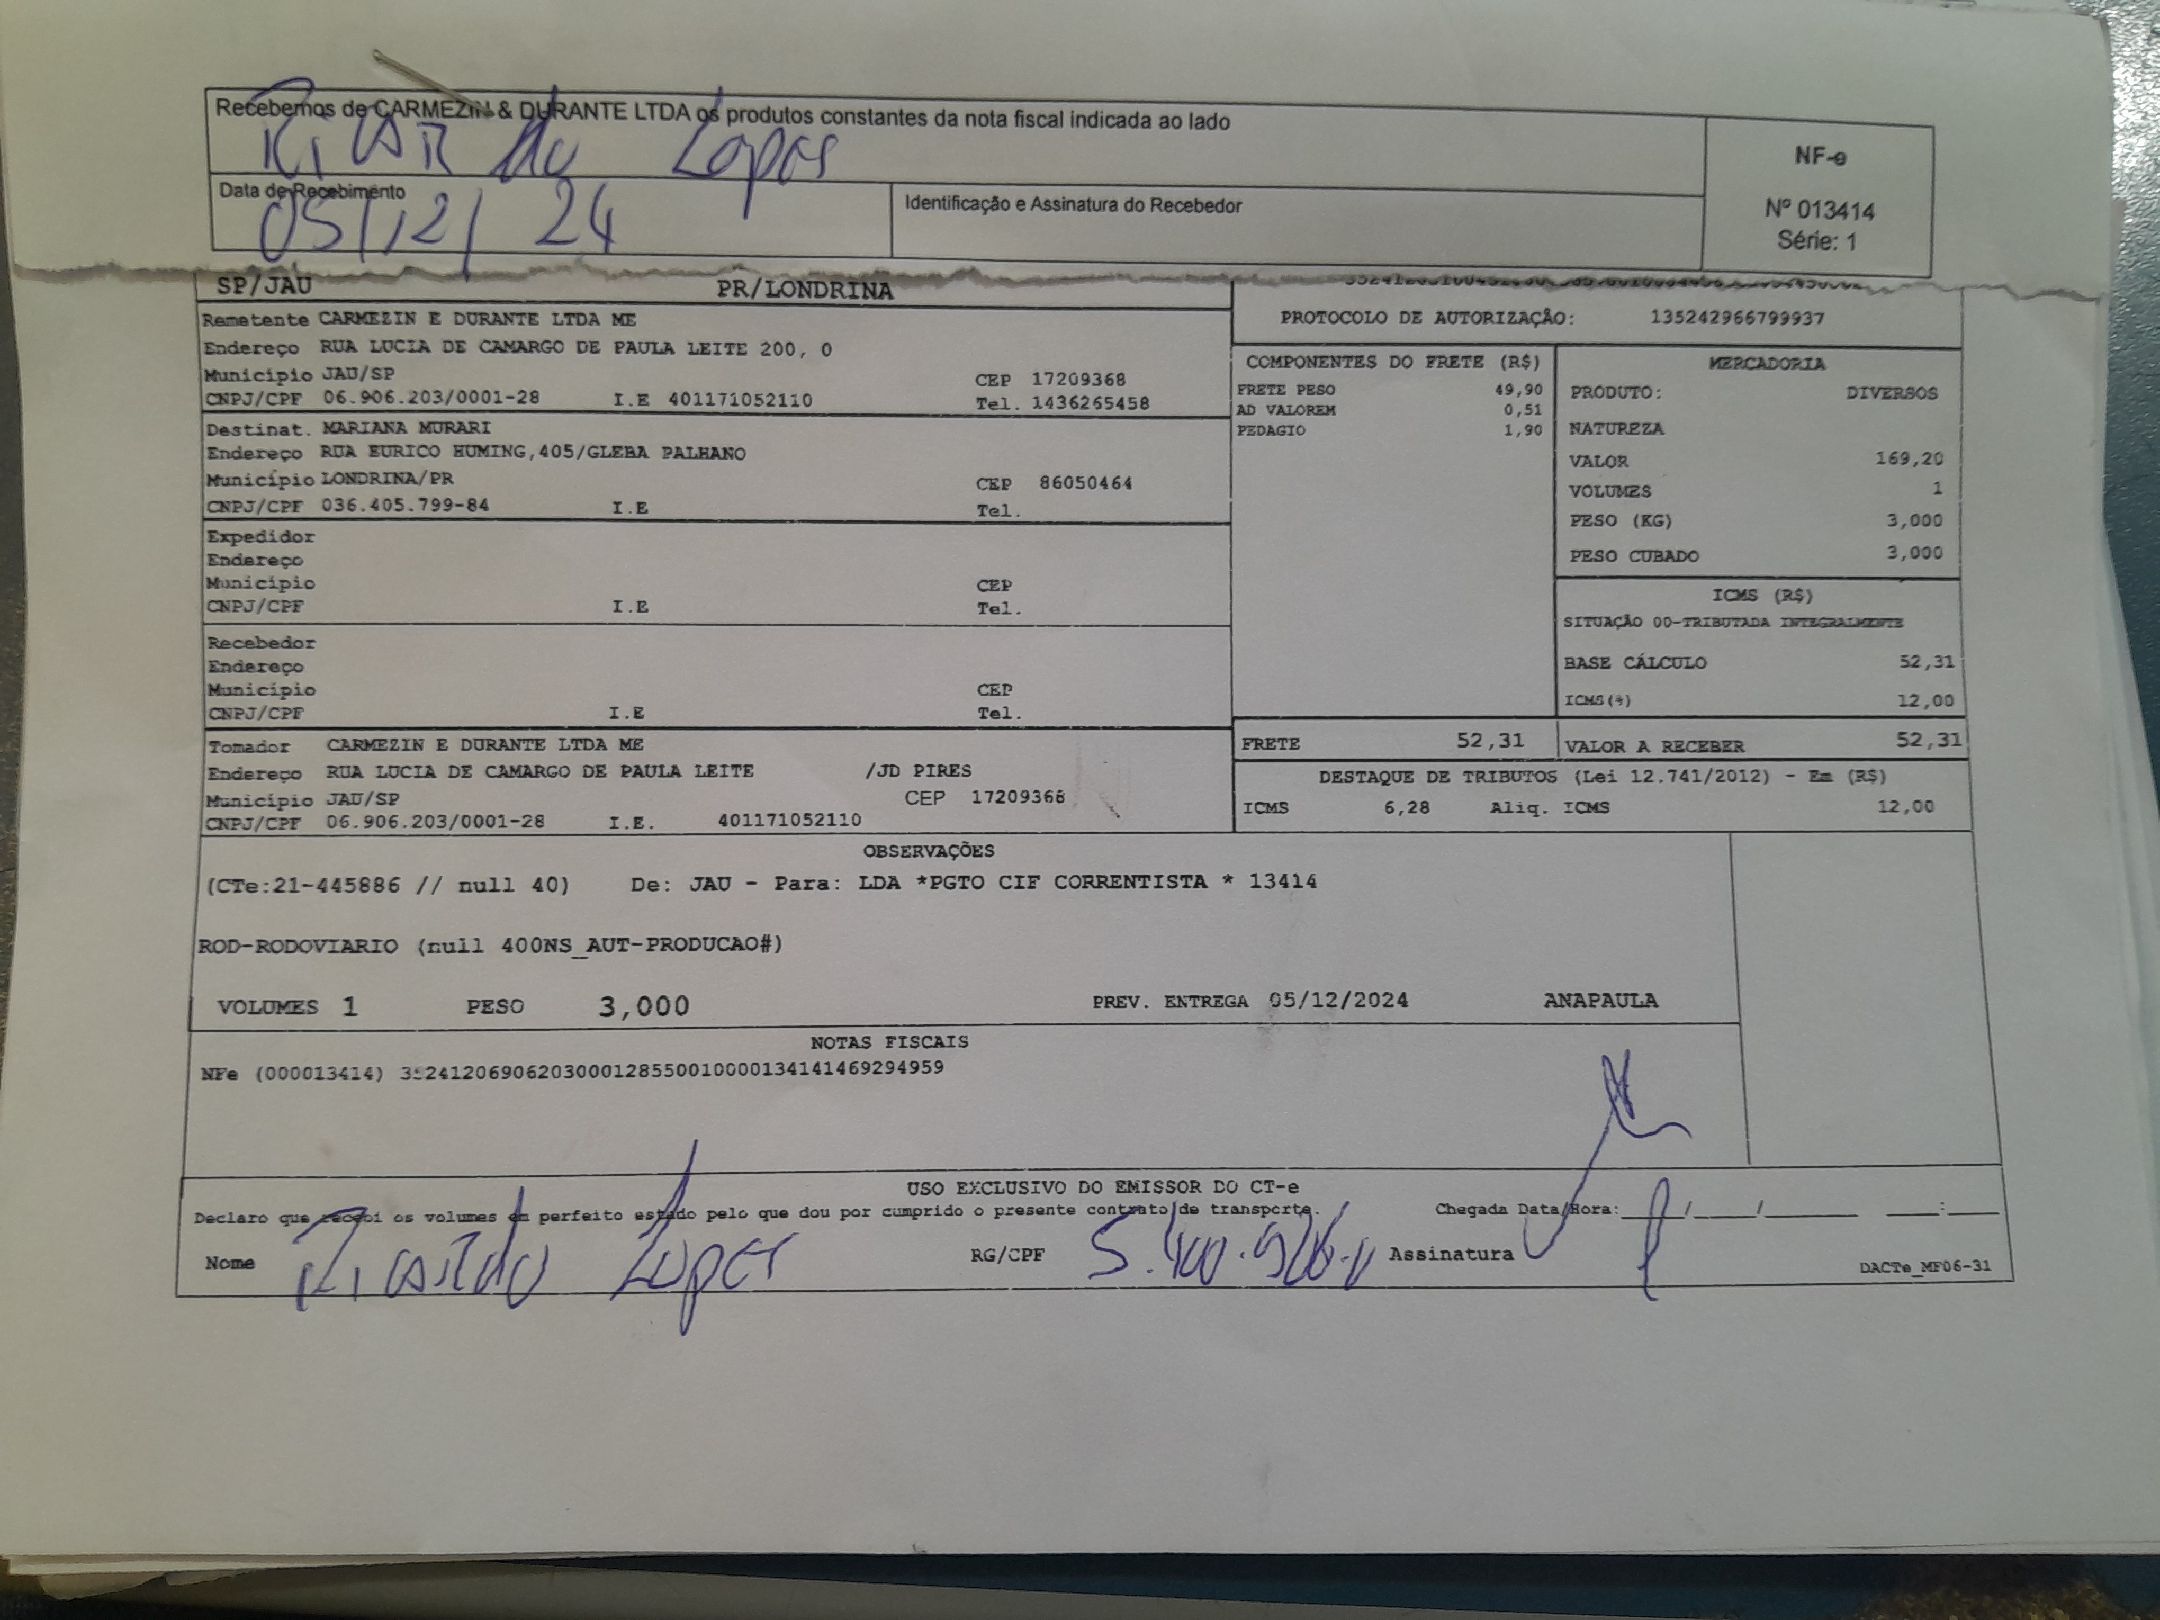 Recebemos de CARMEZIN & DURANTE LTDA os produtos constantes da nota fiscal indicada ao lado
Ricardo Lopes
NF-e
Nº 013414
Série: 1
Data de Recebimento
05/12/24
Identificação e Assinatura do Recebedor
SP/JAU PR/LONDRINA
PROTOCOLO DE AUTORIZAÇÃO: 135242966799937
Remetente CARMEZIN E DURANTE LTDA ME
Endereço RUA LUCIA DE CAMARGO DE PAULA LEITE 200, 0
Município JAU/SP CEP 17209368
CNPJ/CPF 06.906.203/0001-28 I.E 401171052110 Tel. 1436265458
Destinat. MARIANA MURARI
Endereço RUA EURICO HUMING,405/GLEBA PALHANO
Município LONDRINA/PR CEP 86050464
CNPJ/CPF 036.405.799-84 I.E Tel.
Expedidor
Endereço
Município CEP
CNPJ/CPF I.E Tel.
Recebedor
Endereço
Município CEP
CNPJ/CPF I.E Tel.
Tomador CARMEZIN E DURANTE LTDA ME
Endereço RUA LUCIA DE CAMARGO DE PAULA LEITE /JD PIRES
Município JAU/SP CEP 17209368
CNPJ/CPF 06.906.203/0001-28 I.E. 401171052110
COMPONENTES DO FRETE (R$)
FRETE PESO 49,90
AD VALOREM 0,51
PEDAGIO 1,90
MERCADORIA
PRODUTO: DIVERSOS
NATUREZA
VALOR 169,20
VOLUMES 1
PESO (KG) 3,000
PESO CUBADO 3,000
ICMS (R$)
SITUAÇÃO 00-TRIBUTADA INTEGRALMENTE
BASE CÁLCULO 52,31
ICMS(%) 12,00
FRETE 52,31 VALOR A RECEBER 52,31
DESTAQUE DE TRIBUTOS (Lei 12.741/2012) - Em (R$)
ICMS 6,28 Aliq. ICMS 12,00
OBSERVAÇÕES
(CTe:21-445886 // null 40) De: JAU - Para: LDA *PGTO CIF CORRENTISTA * 13414
ROD-RODOVIARIO (null 400NS_AUT-PRODUCAO#)
VOLUMES 1 PESO 3,000 PREV. ENTREGA 05/12/2024 ANAPAULA
NOTAS FISCAIS
NFe (000013414) 35241206906203000128550010000134141469294959
USO EXCLUSIVO DO EMISSOR DO CT-e
Declaro que recebi os volumes em perfeito estado pelo que dou por cumprido o presente contrato de transporte. Chegada Data/Hora: ____/____/______ ___:___
Nome Ricardo Lopes RG/CPF Assinatura
DACTe_MF06-31